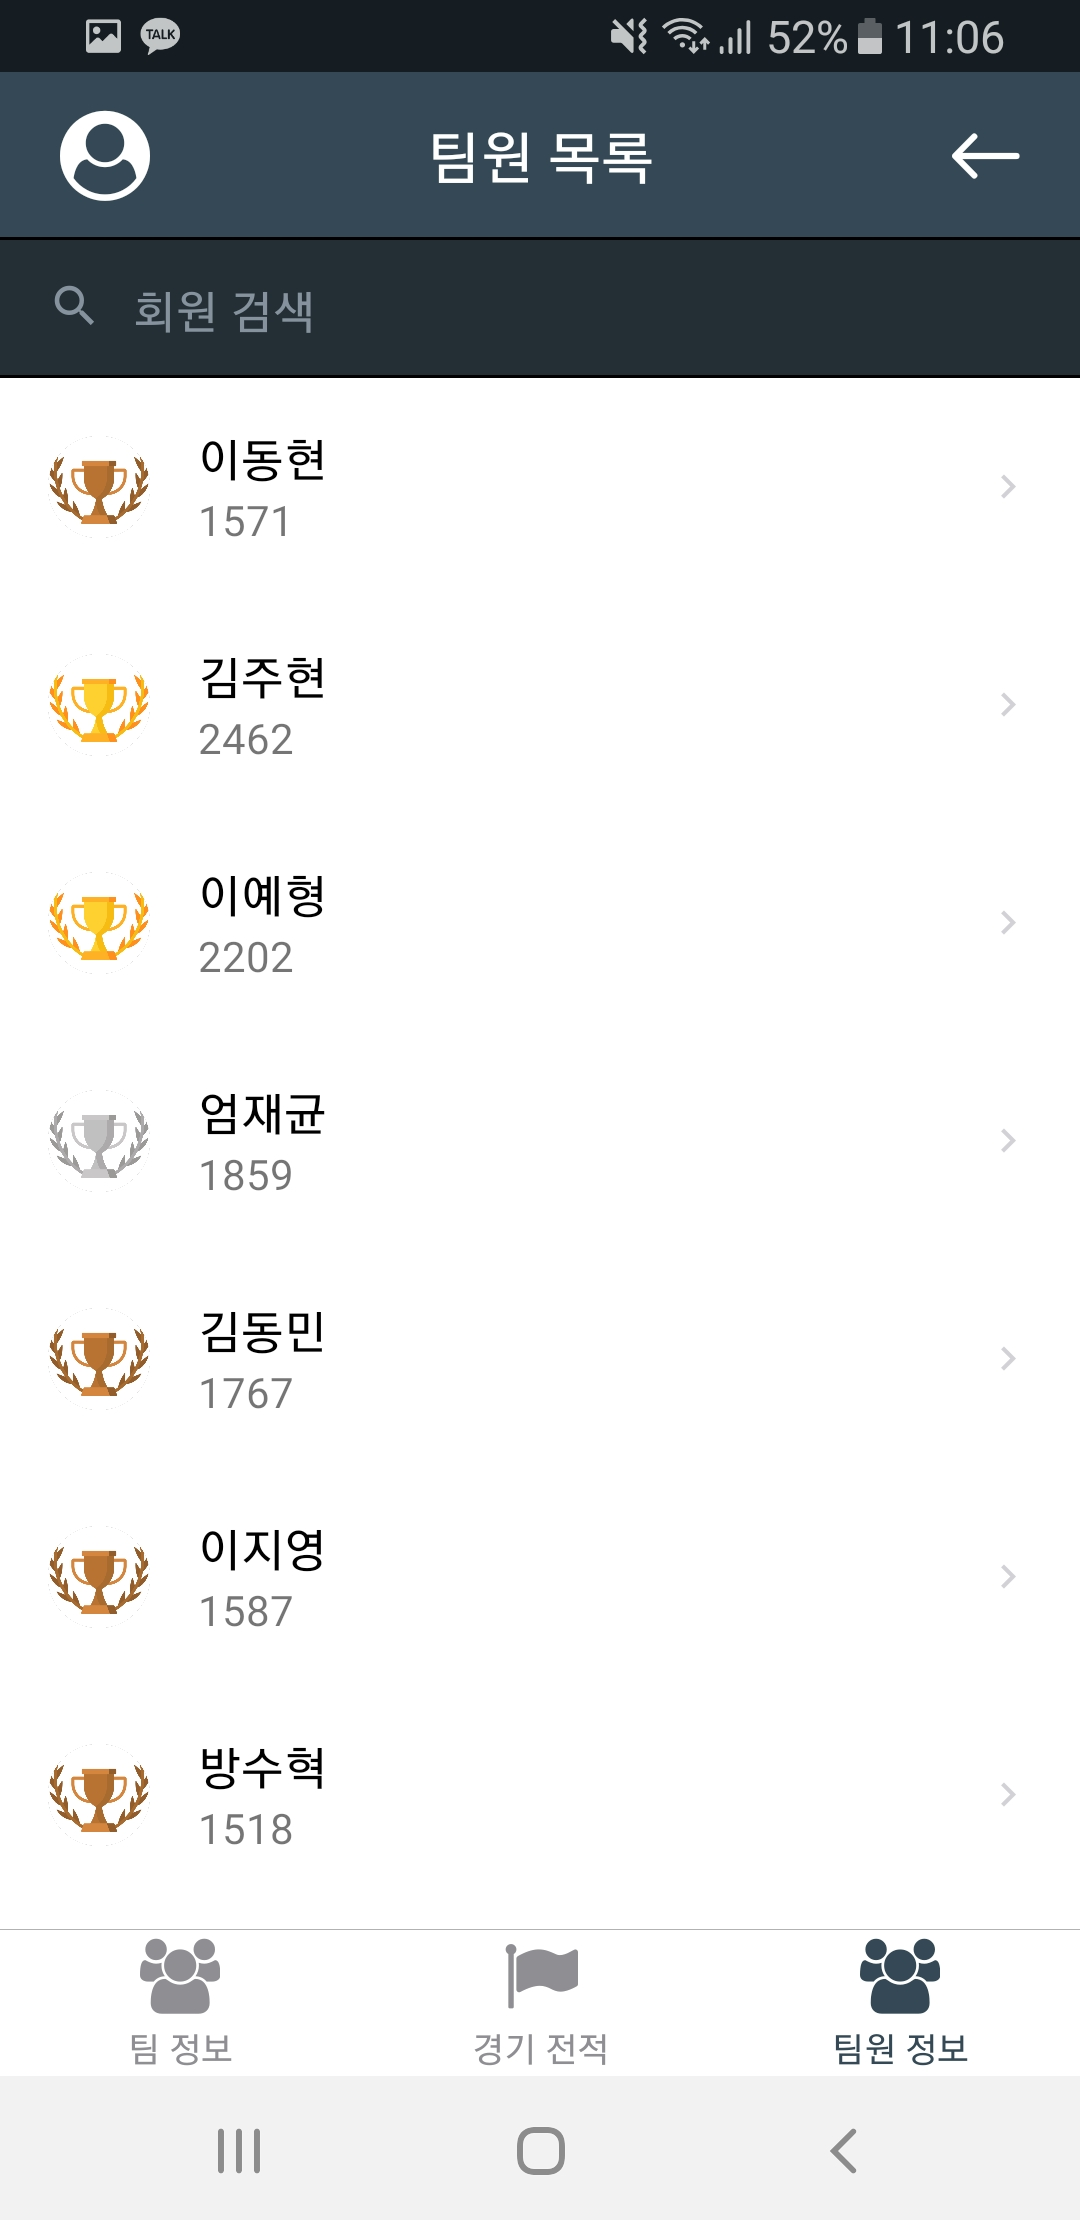 TALK 52% 11:06
팀원 목록
회원 검색
이동현
1571
김주현
2462
이예형
2202
엄재균
1859
김동민
1767
이지영
1587
방수혁
1518
팀 정보 경기 전적 팀원 정보